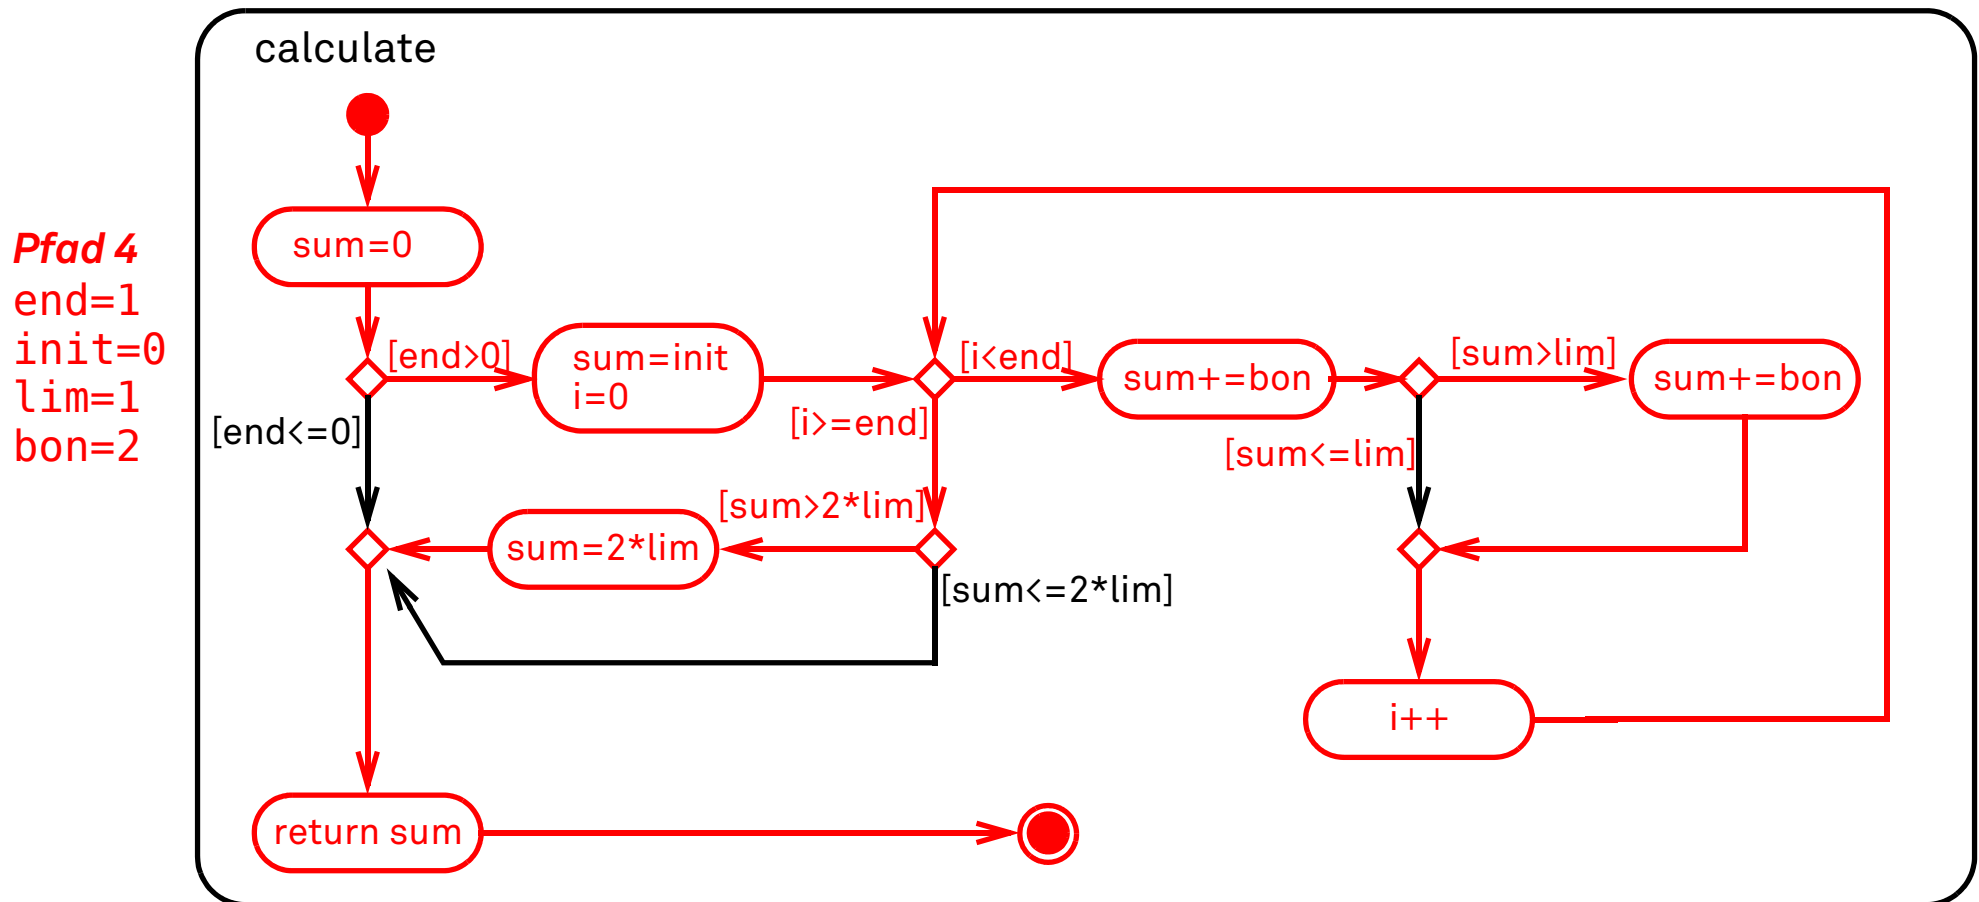 calculate
Pfad 4
end=1
init=0
lim=1
bon=2
sum=0
[end>0]
[end<=0]
sum=init
i=0
[i<end]
[i>=end]
sum+=bon
[sum>lim]
[sum<=lim]
sum+=bon
[sum>2*lim]
sum=2*lim
[sum<=2*lim]
i++
return sum